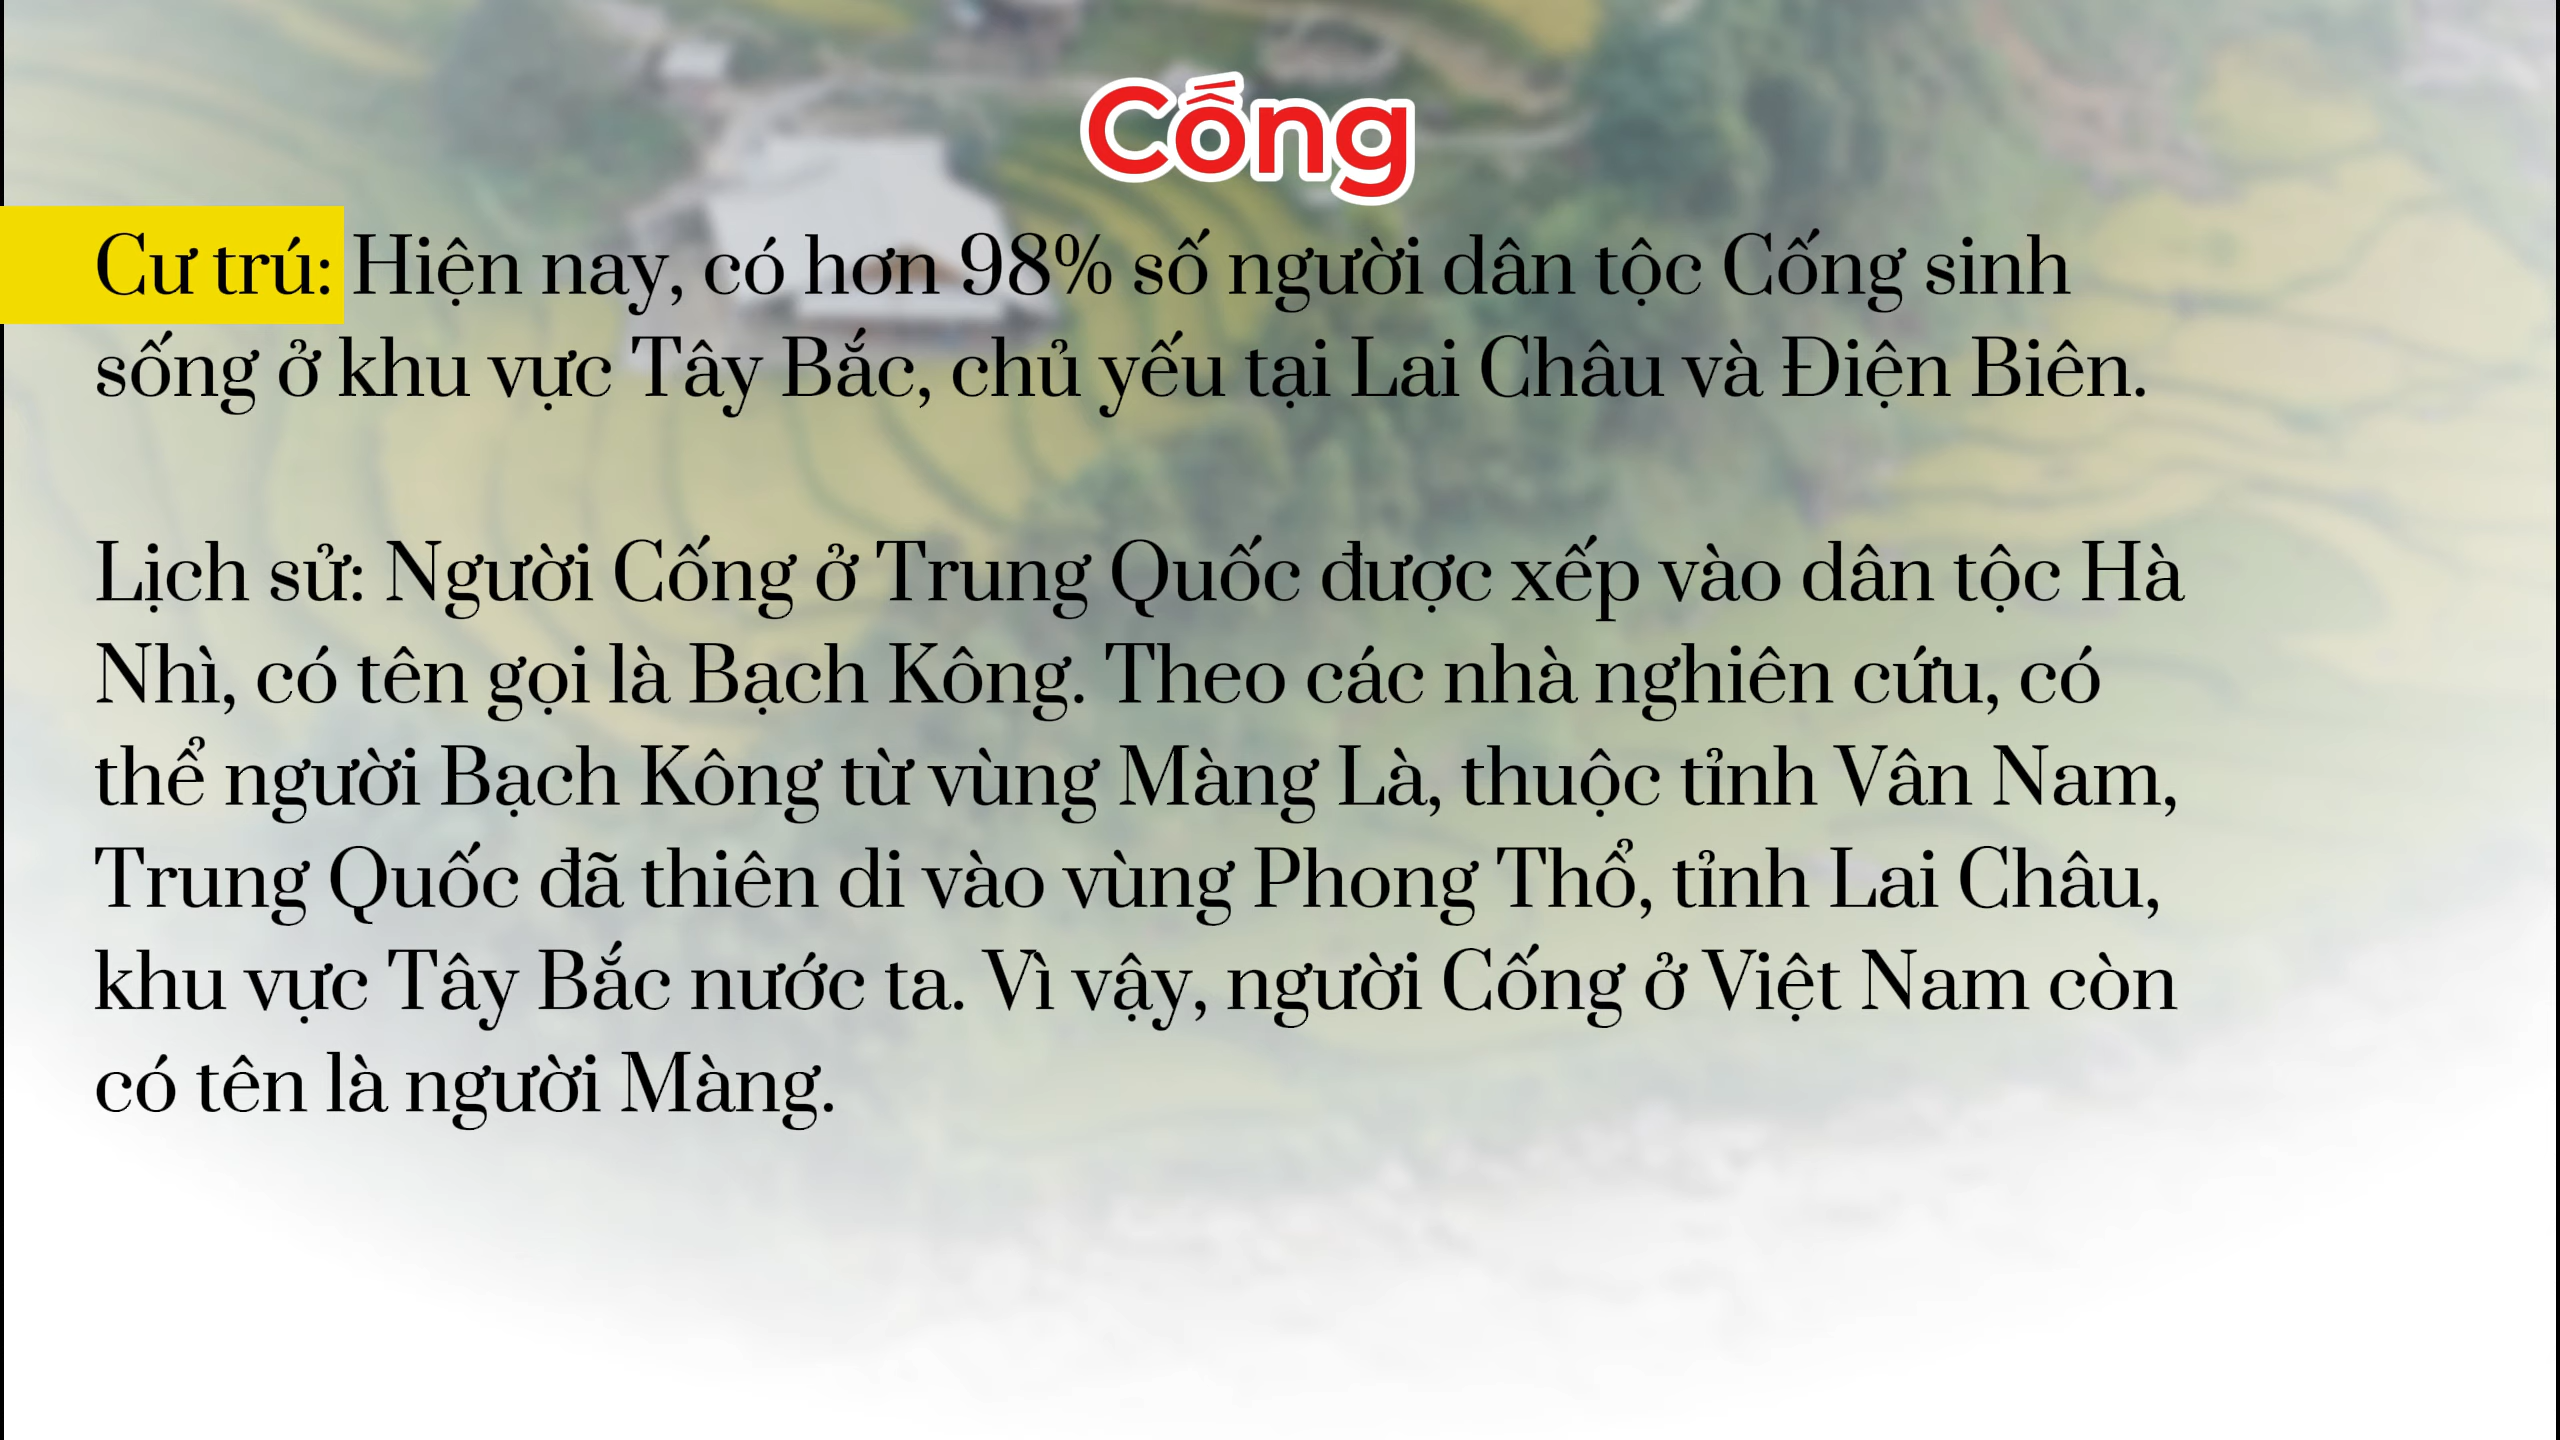 Cống
Cư trú: Hiện nay, có hơn 98% số người dân tộc Cống sinh
sống ở khu vực Tây Bắc, chủ yếu tại Lai Châu và Điện Biên.
Lịch sử: Người Cống ở Trung Quốc được xếp vào dân tộc Hà
Nhì, có tên gọi là Bạch Kông. Theo các nhà nghiên cứu, có
thể người Bạch Kông từ vùng Màng Là, thuộc tỉnh Vân Nam,
Trung Quốc đã thiên di vào vùng Phong Thổ, tỉnh Lai Châu,
khu vực Tây Bắc nước ta. Vì vậy, người Cống ở Việt Nam còn
có tên là người Màng.